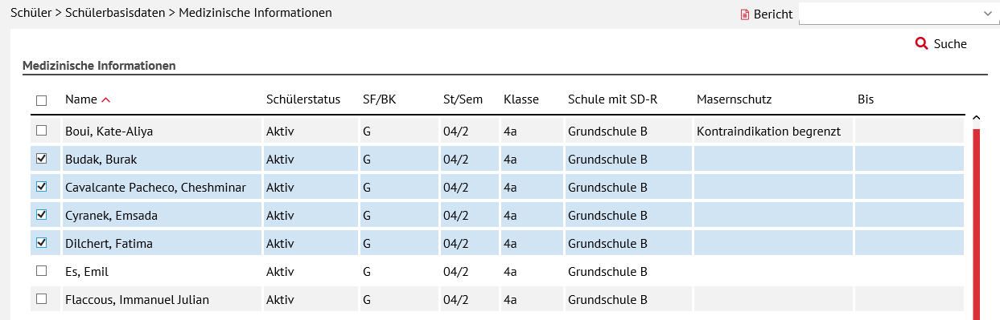 Schüler > Schülerbasisdaten > Medizinische Informationen
Bericht
Suche
Medizinische Informationen
Name Schülerstatus SF/BK St/Sem Klasse Schule mit SD-R Masernschutz Bis
Boui, Kate-Aliya Aktiv G 04/2 4a Grundschule B Kontraindikation begrenzt
Budak, Burak Aktiv G 04/2 4a Grundschule B
Cavalcante Pacheco, Cheshminar Aktiv G 04/2 4a Grundschule B
Cyranek, Emsada Aktiv G 04/2 4a Grundschule B
Dilchert, Fatima Aktiv G 04/2 4a Grundschule B
Es, Emil Aktiv G 04/2 4a Grundschule B
Flaccous, Immanuel Julian Aktiv G 04/2 4a Grundschule B